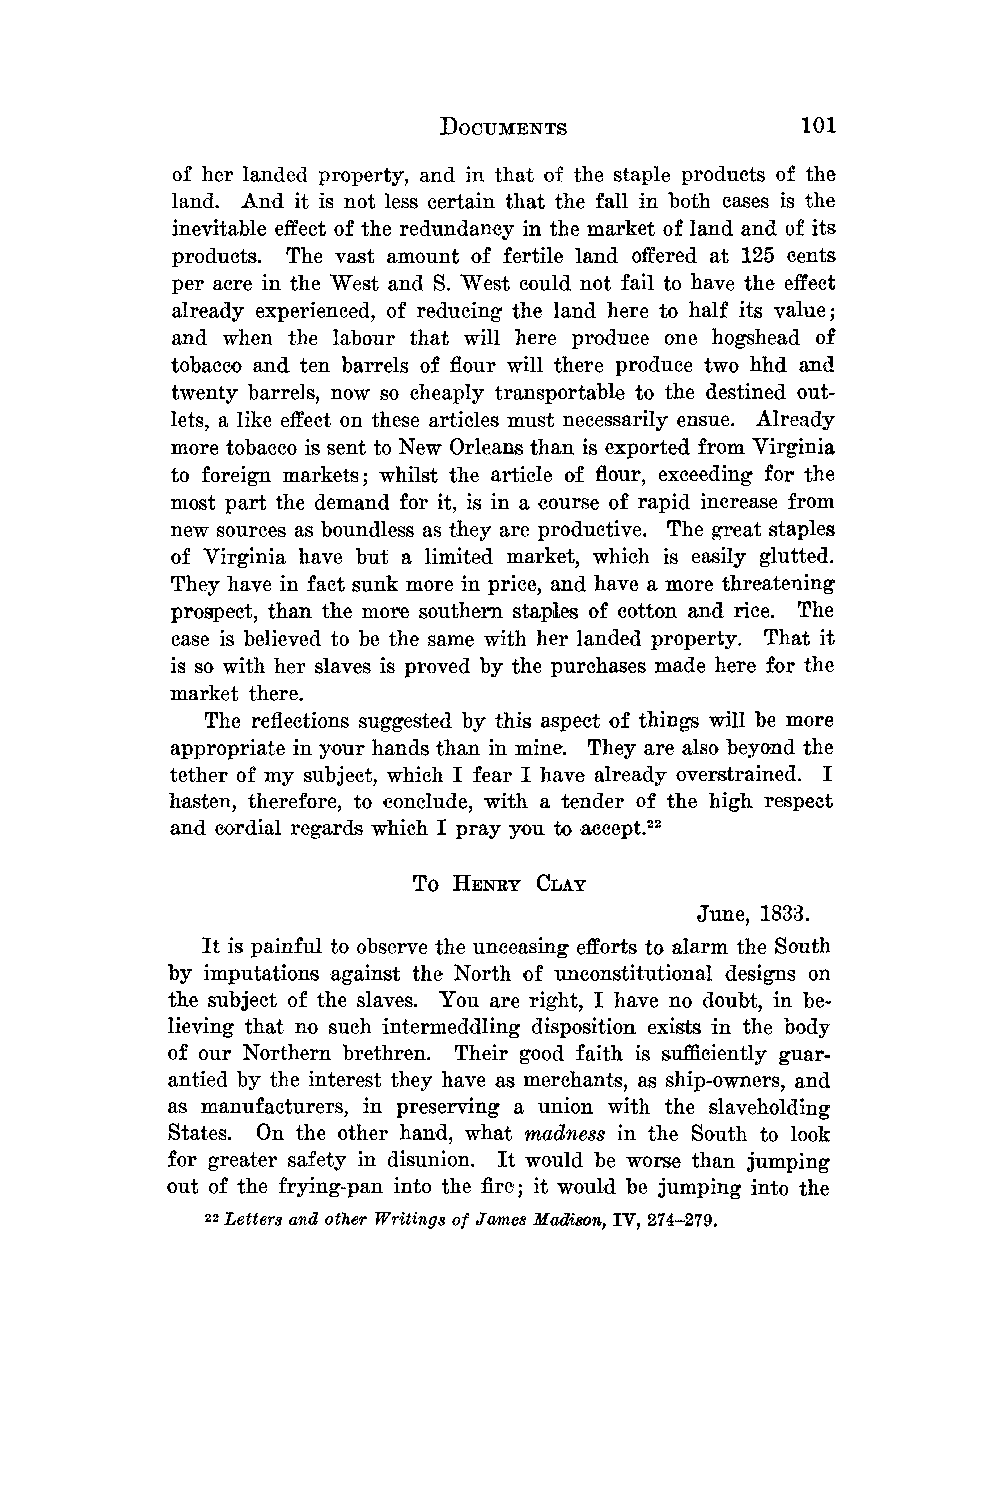 DOCUMENTS 101
of her landed property, and in that of the staple products of the
land. And it is not less certain that the fall in both cases is the
inevitable effect of the redundancy in the market of land and of its
products. The vast amount of fertile land offered at 125 cents
per acre in the West and S. West could not fail to have the effect
already experienced, of reducing the land here to half its value;
and when the labour that will here produce one hogshead of
tobacco and ten barrels of flour will there produce two hhd and
twenty barrels, now so cheaply transportable to the destined out-
lets, a like effect on these articles must necessarily ensue. Already
more tobacco is sent to New Orleans than is exported from Virginia
to foreign markets; whilst the article of flour, exceeding for the
most part the demand for it, is in a course of rapid increase from
new sources as boundless as they are productive. The great staples
of Virginia have but a limited market, which is easily glutted.
They have in fact sunk more in price, and have a more threatening
prospect, than the more southern staples of cotton and rice. The
case is believed to be the same with her landed property. That it
is so with her slaves is proved by the purchases made here for the
market there.
The reflections suggested by this aspect of things will be more
appropriate in your hands than in mine. They are also beyond the
tether of my subject, which I fear I have already overstrained. I
hasten, therefore, to conclude, with a tender of the high respect
and cordial regards which I pray you to accept.22
TO HENRY CLAY
June, 1833.
It is painful to observe the unceasing efforts to alarm the South
by imputations against the North of unconstitutional designs on
the subject of the slaves. You are right, I have no doubt, in be-
lieving that no such intermeddling disposition exists in the body
of our Northern brethren. Their good faith is sufficiently guar-
antied by the interest they have as merchants, as ship-owners, and
as manufacturers, in preserving a union with the slaveholding
States. On the other hand, what madness in the South to look
for greater safety in disunion. It would be worse than jumping
out of the frying-pan into the fire; it would be jumping into the
22 Letters and other Writings of James Madison, IV, 274–279.